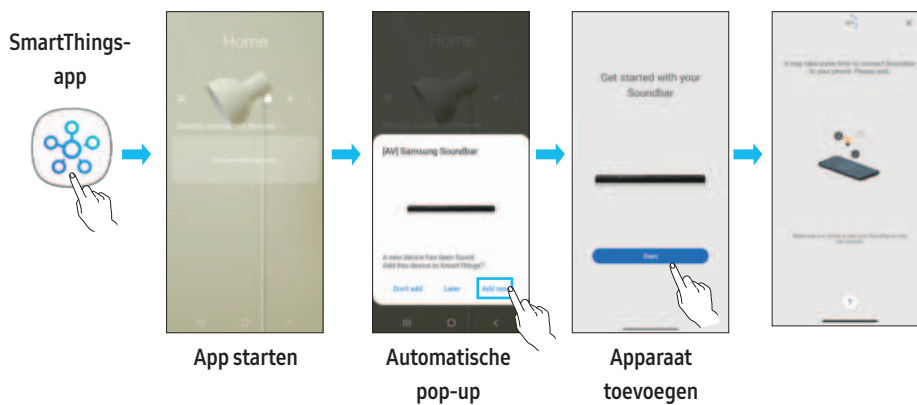 SmartThings-
app
Home
Home
[AV] Samsung Soundbar
A new device has been found.
Add this device to SmartThings?
Don't add Later Add now
Get started with your
Soundbar
Start
It may take some time to connect Soundbar
to your phone. Please wait.
App starten
Automatische
pop-up
Apparaat
toevoegen